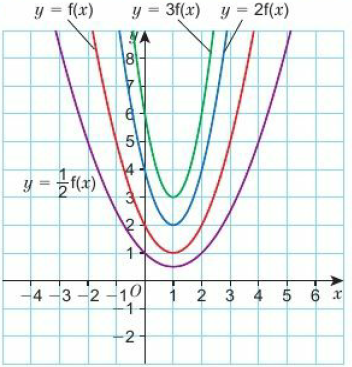 y = f(x) y = 3f(x) y = 2f(x)
y
8
7
6
5
4
y = 1/2 f(x)
3
2
1
-4 -3 -2 -1 O 1 2 3 4 5 6 x
-1
-2